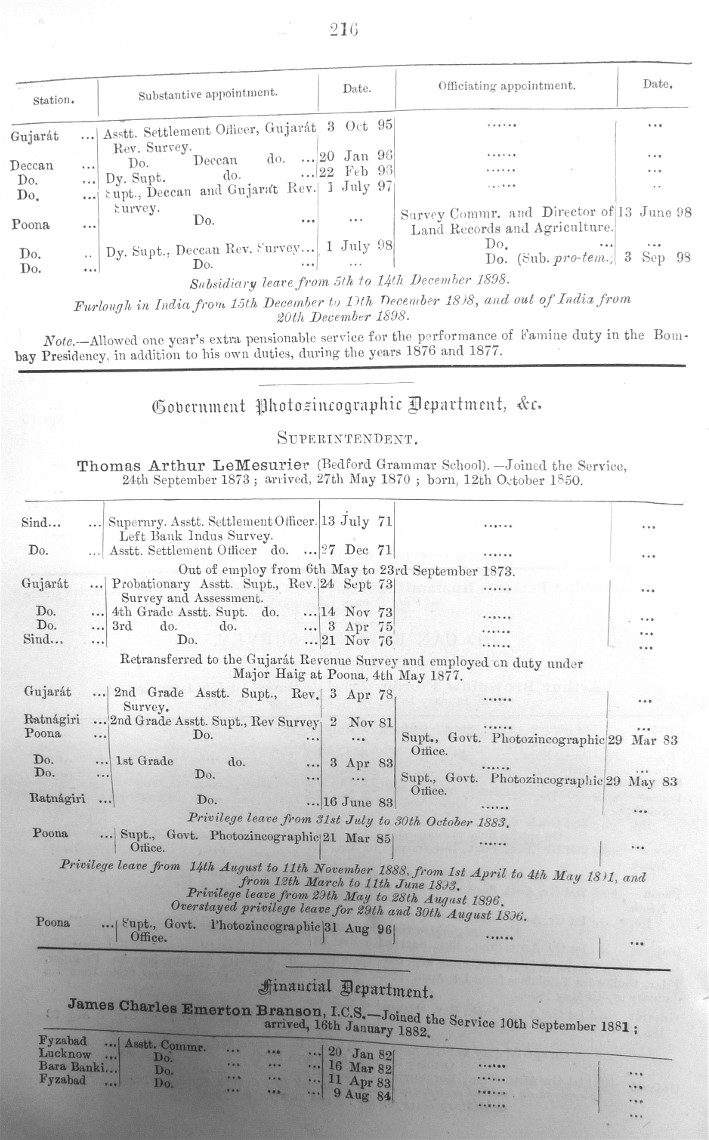 216
Station. Substantive appointment. Date. Officiating appointment. Date.
Gujarát ... Asstt. Settlement Officer, Gujarát 3 Oct 95 ...... ...
Rev. Survey.
Deccan ... Do. Deccan do. ... 20 Jan 96 ...... ...
Do. ... Dy. Supt. do. ... 22 Feb 96 ...... ...
Do. ... Supt., Deccan and Gujarát Rev. 1 July 97 ...... ..
Survey.
Poona ... Do. ... ... Survey Commr. and Director of 13 June 98
Land Records and Agriculture.
Do. .. Dy. Supt., Deccan Rev. Survey... 1 July 98 Do. ... ...
Do. ... Do. ... ... Do. (Sub. pro-tem.) 3 Sep 98
Subsidiary leave from 5th to 14th December 1898.
Furlough in India from 15th December to 19th December 1898, and out of India from
20th December 1898.
Note.—Allowed one year's extra pensionable service for the performance of Famine duty in the Bom-
bay Presidency, in addition to his own duties, during the years 1876 and 1877.
Government Photozincographic Department, &c.
SUPERINTENDENT.
Thomas Arthur LeMesurier (Bedford Grammar School).—Joined the Service,
24th September 1873 ; arrived, 27th May 1870 ; born, 12th October 1850.
Sind... ... Supernry. Asstt. Settlement Officer. 13 July 71 ...... ...
Left Bank Indus Survey.
Do. ... Asstt. Settlement Officer do. ... 27 Dec 71 ...... ...
Out of employ from 6th May to 23rd September 1873.
Gujarát ... Probationary Asstt. Supt., Rev. 24 Sept 73 ...... ...
Survey and Assessment.
Do. ... 4th Grade Asstt. Supt. do. ... 14 Nov 73 ...... ...
Do. ... 3rd do. do. ... 3 Apr 75 ...... ...
Sind... ... Do. ... 21 Nov 76 ...... ...
Retransferred to the Gujarát Revenue Survey and employed on duty under
Major Haig at Poona, 4th May 1877.
Gujarát ... 2nd Grade Asstt. Supt., Rev. 3 Apr 78 ...... ...
Survey.
Ratnágiri ... 2nd Grade Asstt. Supt., Rev Survey 2 Nov 81 ...... ...
Poona ... Do. ... ... Supt., Govt. Photozincographic 29 Mar 83
Office.
Do. ... 1st Grade do. ... 3 Apr 83 ...... ...
Do. ... Do. ... ... Supt., Govt. Photozincographic 29 May 83
Office.
Ratnágiri ... Do. ... 16 June 83 ...... ...
Privilege leave from 31st July to 30th October 1883.
Poona ... Supt., Govt. Photozincographic 21 Mar 85 ...... ...
Office.
Privilege leave from 14th August to 11th November 1888, from 1st April to 4th May 1891, and
from 12th March to 11th June 1893.
Privilege leave from 29th May to 28th August 1896.
Overstayed privilege leave for 29th and 30th August 1896.
Poona ... Supt., Govt. Photozincographic 31 Aug 96 ...... ...
Office.
Financial Department.
James Charles Emerton Branson, I.C.S.—Joined the Service 10th September 1881 ;
arrived, 16th January 1882.
Fyzabad ... Asstt. Commr. ... ... ... 20 Jan 82 ...... ...
Lucknow ... Do. ... ... ... 16 Mar 82 ...... ...
Bara Banki... Do. ... ... ... 11 Apr 83 ...... ...
Fyzabad ... Do. ... ... ... 9 Aug 84 ...... ...